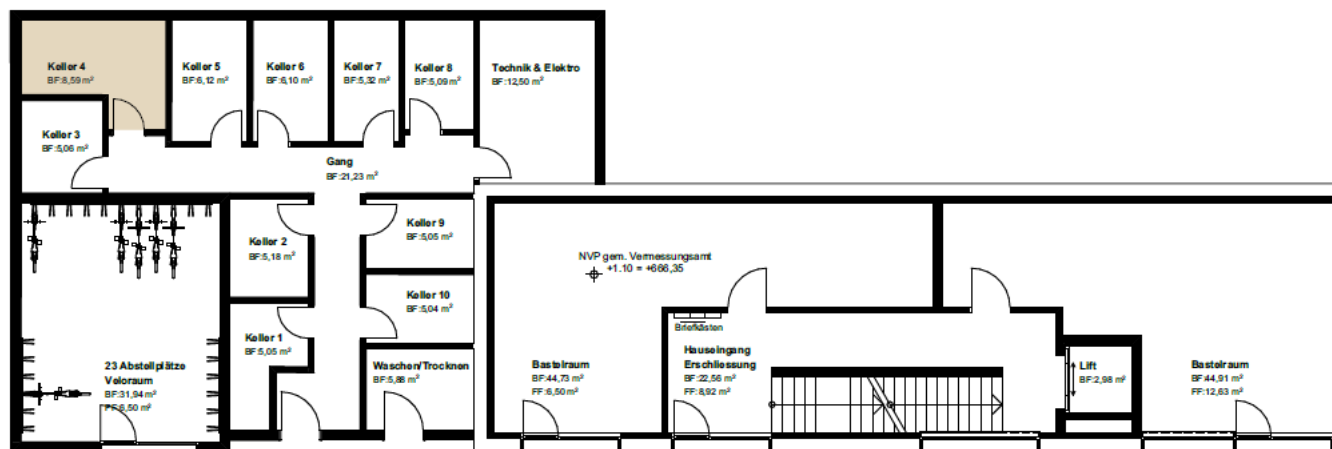 Keller 4
BF:8,59 m²
Keller 5
BF:6,12 m²
Keller 6
BF:6,10 m²
Keller 7
BF:5,32 m²
Keller 8
BF:5,09 m²
Technik & Elektro
BF:12,50 m²
Keller 3
BF:5,06 m²
Gang
BF:21,23 m²
Keller 2
BF:5,18 m²
Keller 9
BF:5,05 m²
Keller 10
BF:5,04 m²
Keller 1
BF:5,05 m²
Waschen/Trocknen
BF:5,88 m²
23 Abstellplätze
Veloraum
BF:31,94 m²
FF:6,50 m²
NVP gem. Vermessungsamt
+1.10 = +666,35
Briefkästen
Bastelraum
BF:44,73 m²
FF:6,50 m²
Hauseingang
Erschliessung
BF:22,56 m²
FF:8,92 m²
Lift
BF:2,98 m²
Bastelraum
BF:44,91 m²
FF:12,63 m²